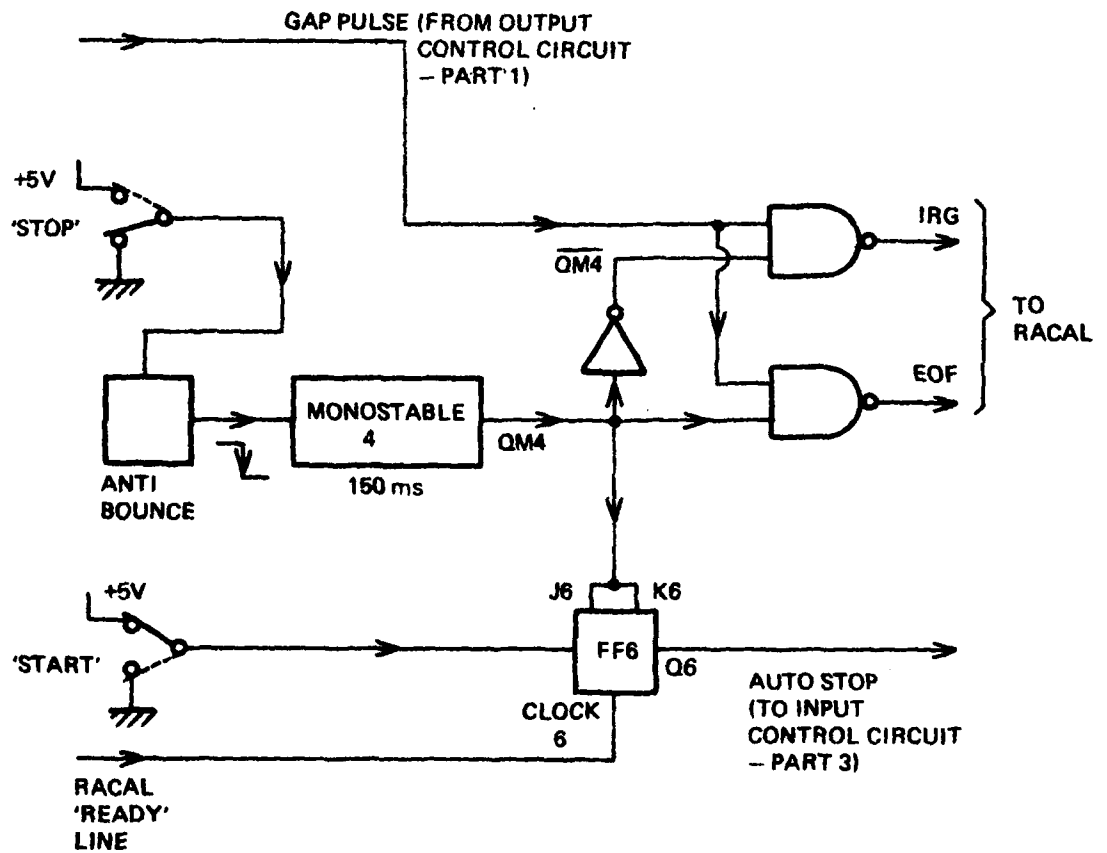 GAP PULSE (FROM OUTPUT
CONTROL CIRCUIT
– PART 1)
+5V
'STOP'
IRG
QM4
TO
RACAL
EOF
MONOSTABLE
4
QM4
150 ms
ANTI
BOUNCE
+5V
J6 K6
'START'
FF6
Q6
AUTO STOP
(TO INPUT
CONTROL CIRCUIT
– PART 3)
CLOCK
6
RACAL
'READY'
LINE